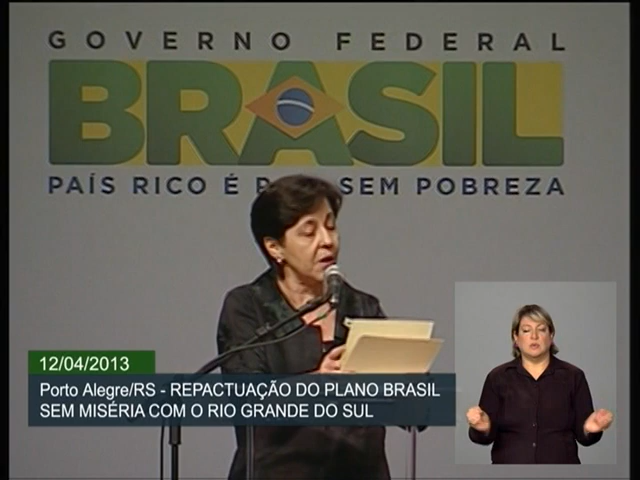 GOVERNO FEDERAL
BRASIL
PAÍS RICO É P SEM POBREZA
12/04/2013
Porto Alegre/RS - REPACTUAÇÃO DO PLANO BRASIL
SEM MISÉRIA COM O RIO GRANDE DO SUL